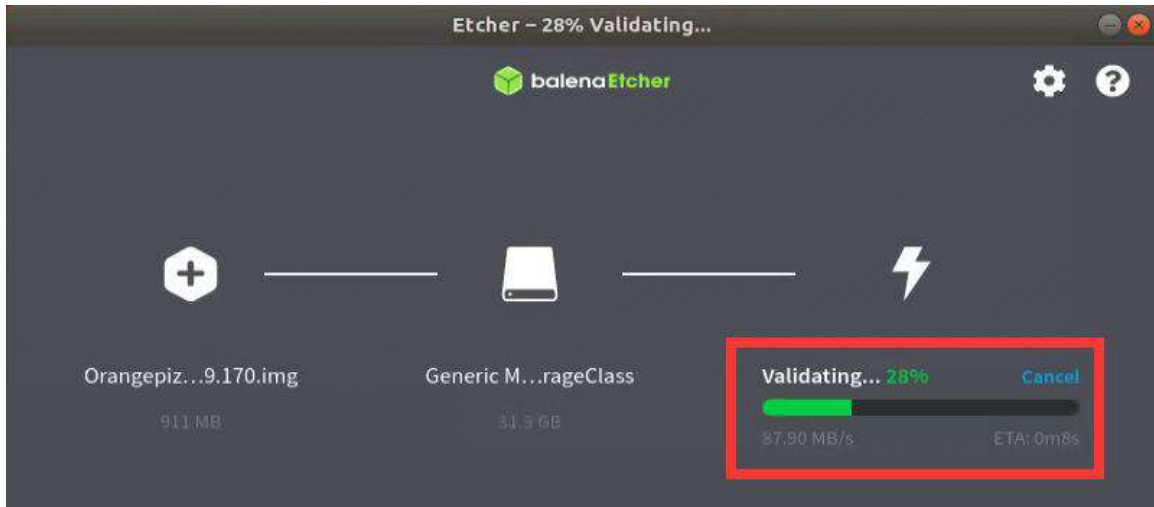 Etcher – 28% Validating...
balenaEtcher
Orangepiz...9.170.img
911 MB
Generic M...rageClass
31.9 GB
Validating... 28%
Cancel
87.90 MB/s
ETA: 0m8s